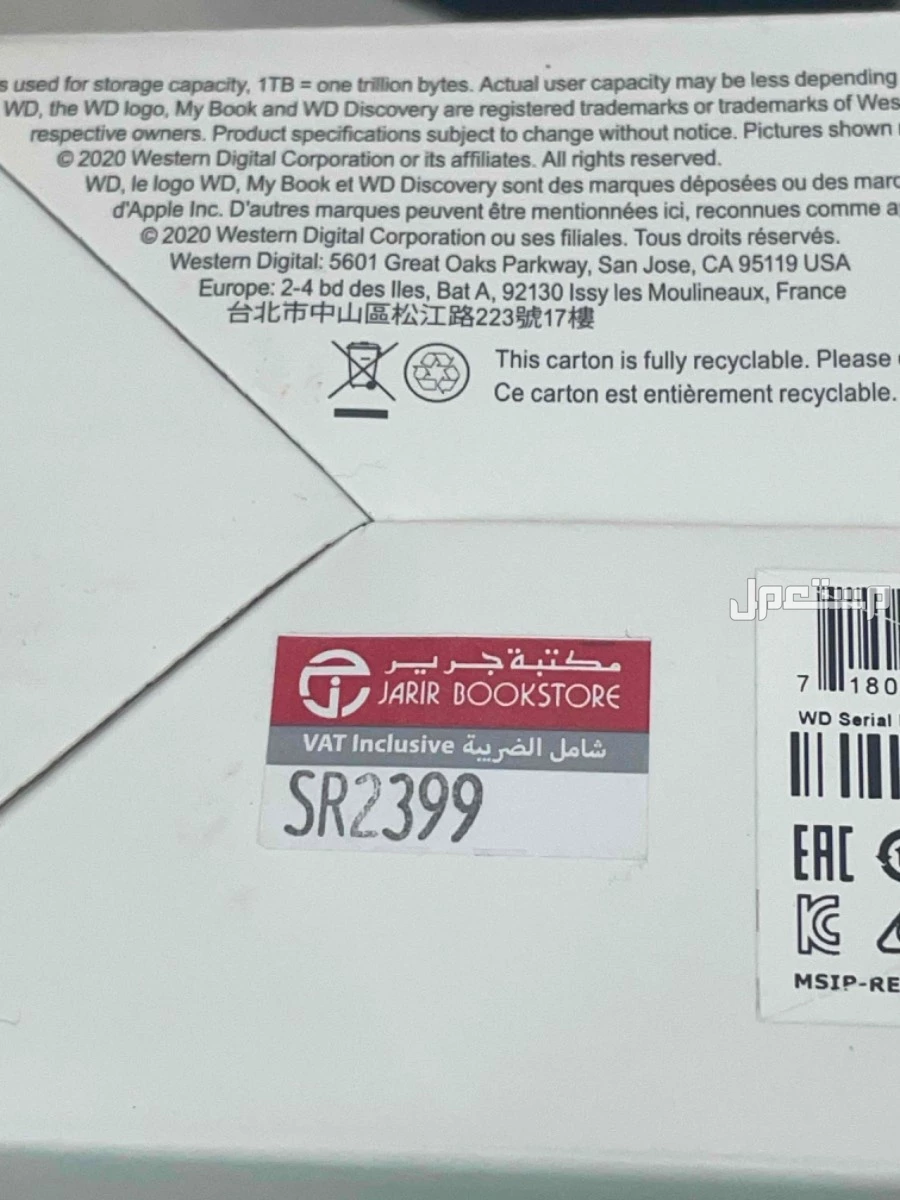 s used for storage capacity, 1TB = one trillion bytes. Actual user capacity may be less depending
WD, the WD logo, My Book and WD Discovery are registered trademarks or trademarks of Wes
respective owners. Product specifications subject to change without notice. Pictures shown
© 2020 Western Digital Corporation or its affiliates. All rights reserved.
WD, le logo WD, My Book et WD Discovery sont des marques déposées ou des marc
d'Apple Inc. D'autres marques peuvent être mentionnées ici, reconnues comme a
© 2020 Western Digital Corporation ou ses filiales. Tous droits réservés.
Western Digital: 5601 Great Oaks Parkway, San Jose, CA 95119 USA
Europe: 2-4 bd des Iles, Bat A, 92130 Issy les Moulineaux, France
台北市中山區松江路223號17樓
This carton is fully recyclable. Please
Ce carton est entièrement recyclable.
مستعمل
7 180
WD Serial
مكتبة جرير
JARIR BOOKSTORE
VAT Inclusive شامل الضريبة
SR2399
EAC
MSIP-RE